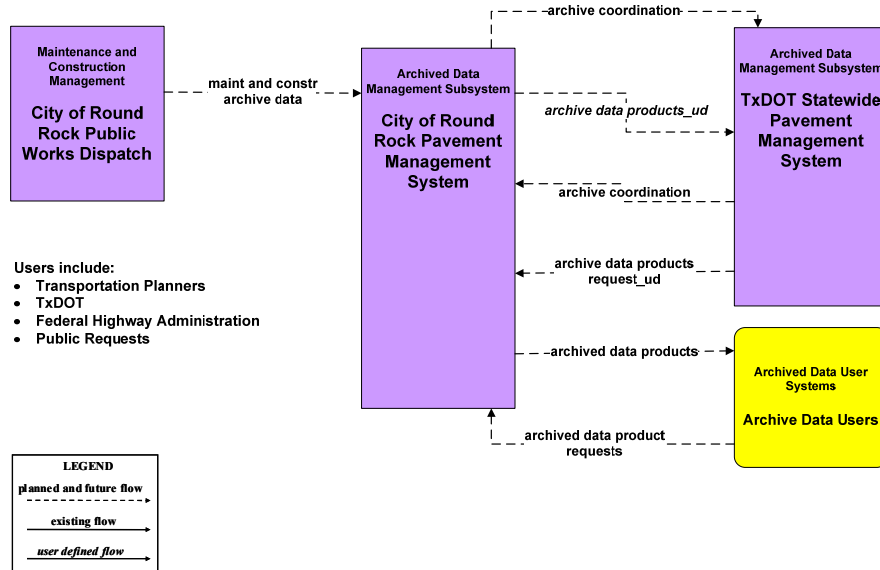 archive coordination
Maintenance and
Construction
Management
City of Round
Rock Public
Works Dispatch
maint and constr
archive data
Archived Data
Management Subsystem
City of Round
Rock Pavement
Management
System
archive data products_ud
Archived Data
Management Subsystem
TxDOT Statewide
Pavement
Management
System
archive coordination
archive data products
request_ud
Users include:
• Transportation Planners
• TxDOT
• Federal Highway Administration
• Public Requests
archived data products
Archived Data User
Systems
Archive Data Users
archived data product
requests
LEGEND
planned and future flow
existing flow
user defined flow